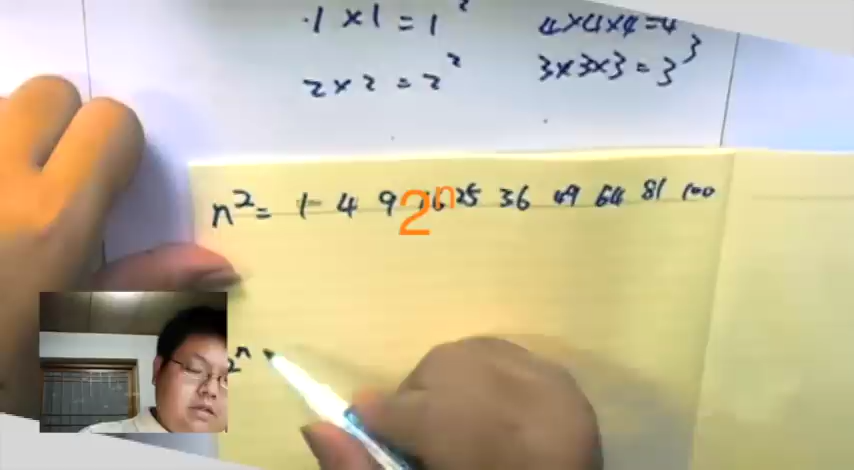 1 × 1 = 1²
4×4×4=4³
2 × 2 = 2²
3×3×3 = 3³
n² = 1 4 9 16 25 36 49 64 81 100
2ⁿ
2ⁿ